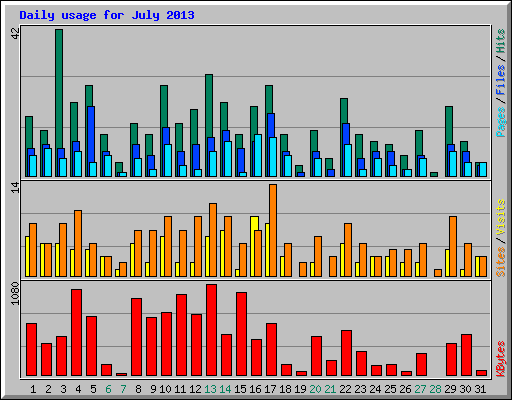 Daily usage for July 2013
42
Pages/Files/Hits
14
Sites/Visits
1080
KBytes
1 2 3 4 5 6 7 8 9 10 11 12 13 14 15 16 17 18 19 20 21 22 23 24 25 26 27 28 29 30 31